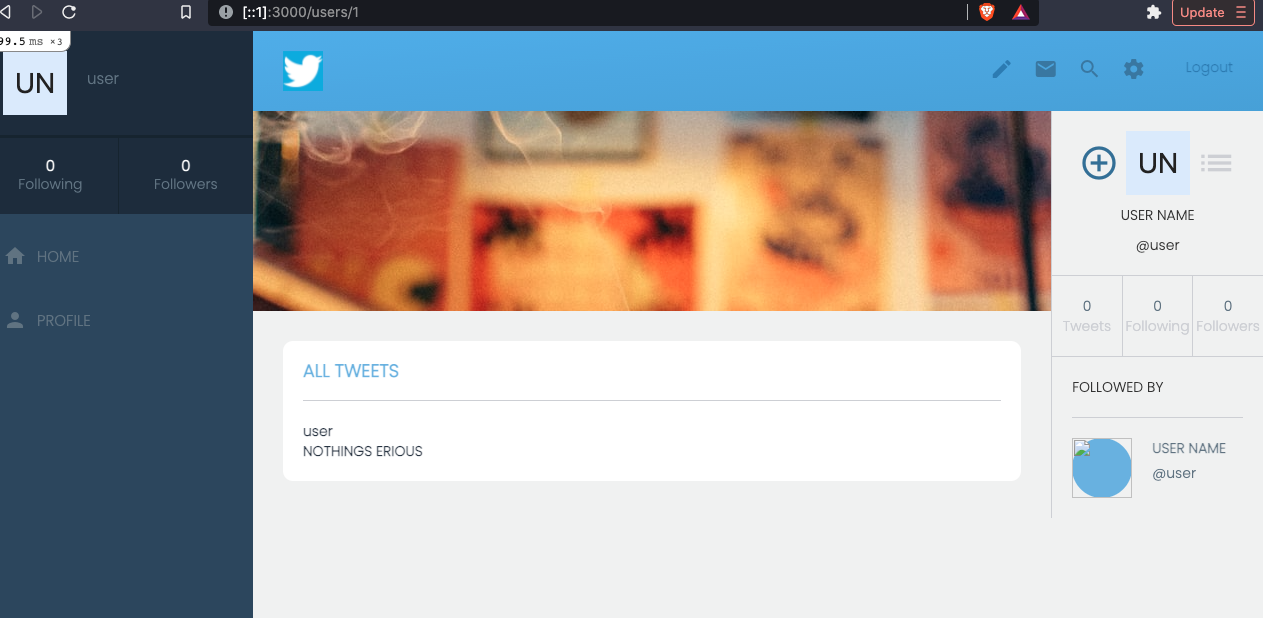 [::1]:3000/users/1
Update
99.5 ms ×3
UN
user
0
Following
0
Followers
HOME
PROFILE
Logout
UN
USER NAME
@user
0
Tweets
0
Following
0
Followers
ALL TWEETS
user
NOTHINGS ERIOUS
FOLLOWED BY
USER NAME
@user